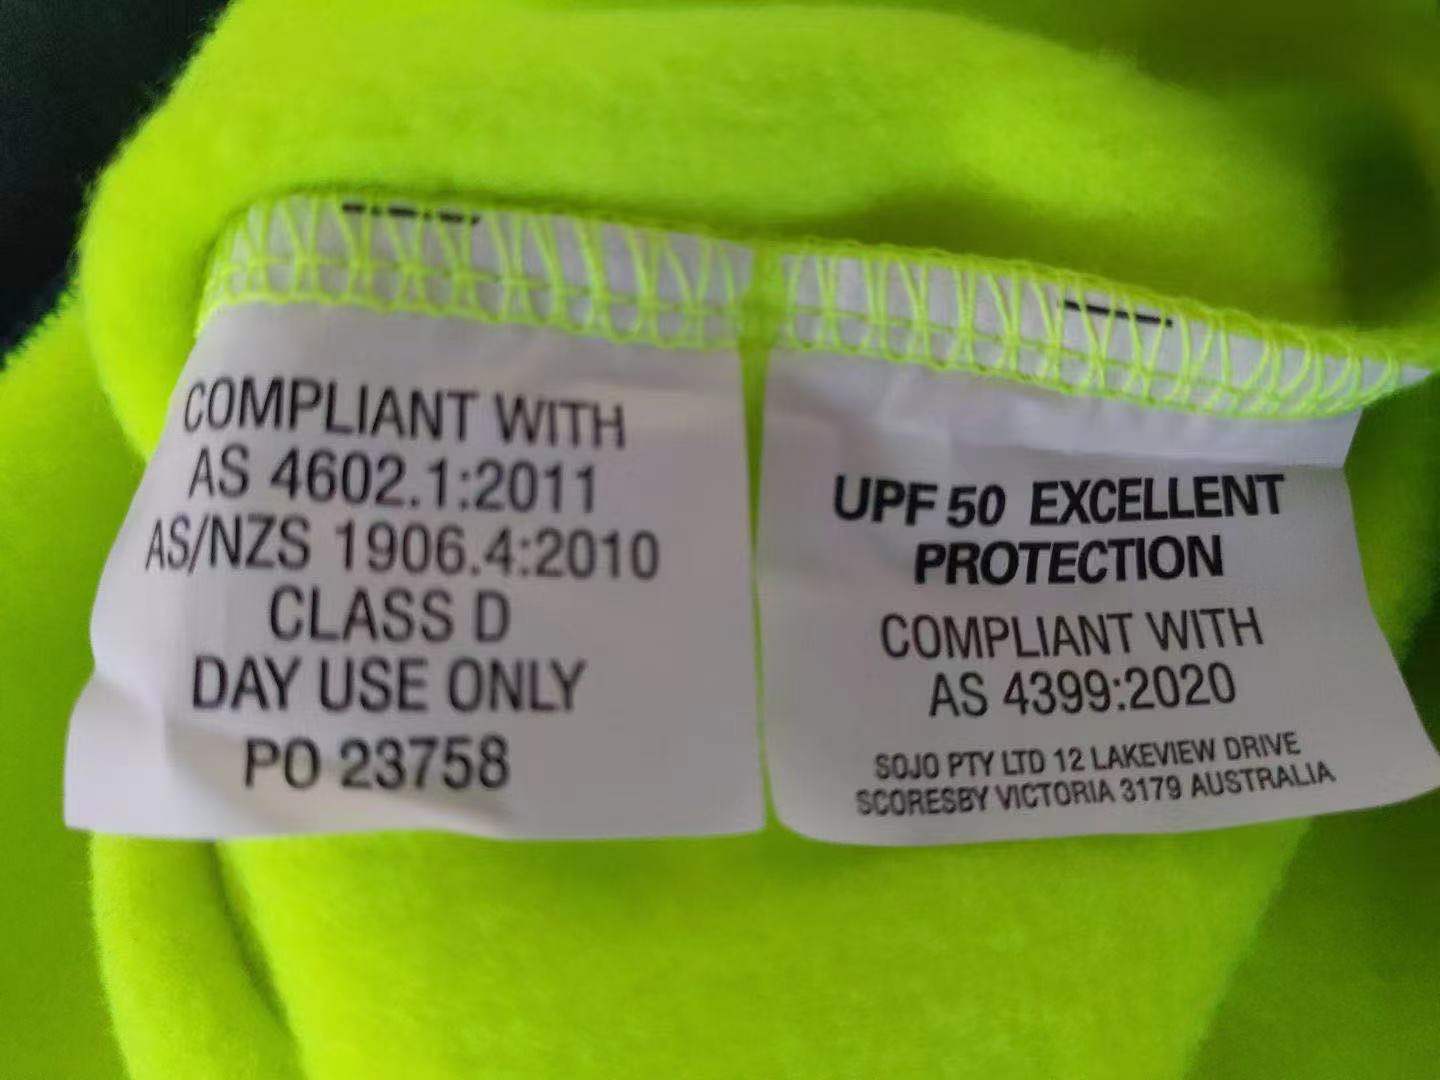 COMPLIANT WITH
AS 4602.1:2011
AS/NZS 1906.4:2010
CLASS D
DAY USE ONLY
PO 23758
UPF 50 EXCELLENT
PROTECTION
COMPLIANT WITH
AS 4399:2020
SOJO PTY LTD 12 LAKEVIEW DRIVE
SCORESBY VICTORIA 3179 AUSTRALIA